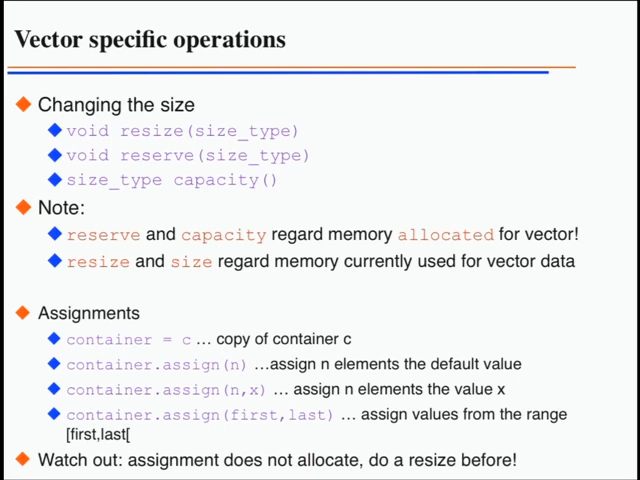 Vector specific operations
Changing the size
void resize(size_type)
void reserve(size_type)
size_type capacity()
Note:
reserve and capacity regard memory allocated for vector!
resize and size regard memory currently used for vector data
Assignments
container = c … copy of container c
container.assign(n) …assign n elements the default value
container.assign(n,x) … assign n elements the value x
container.assign(first,last) … assign values from the range
[first,last[
Watch out: assignment does not allocate, do a resize before!